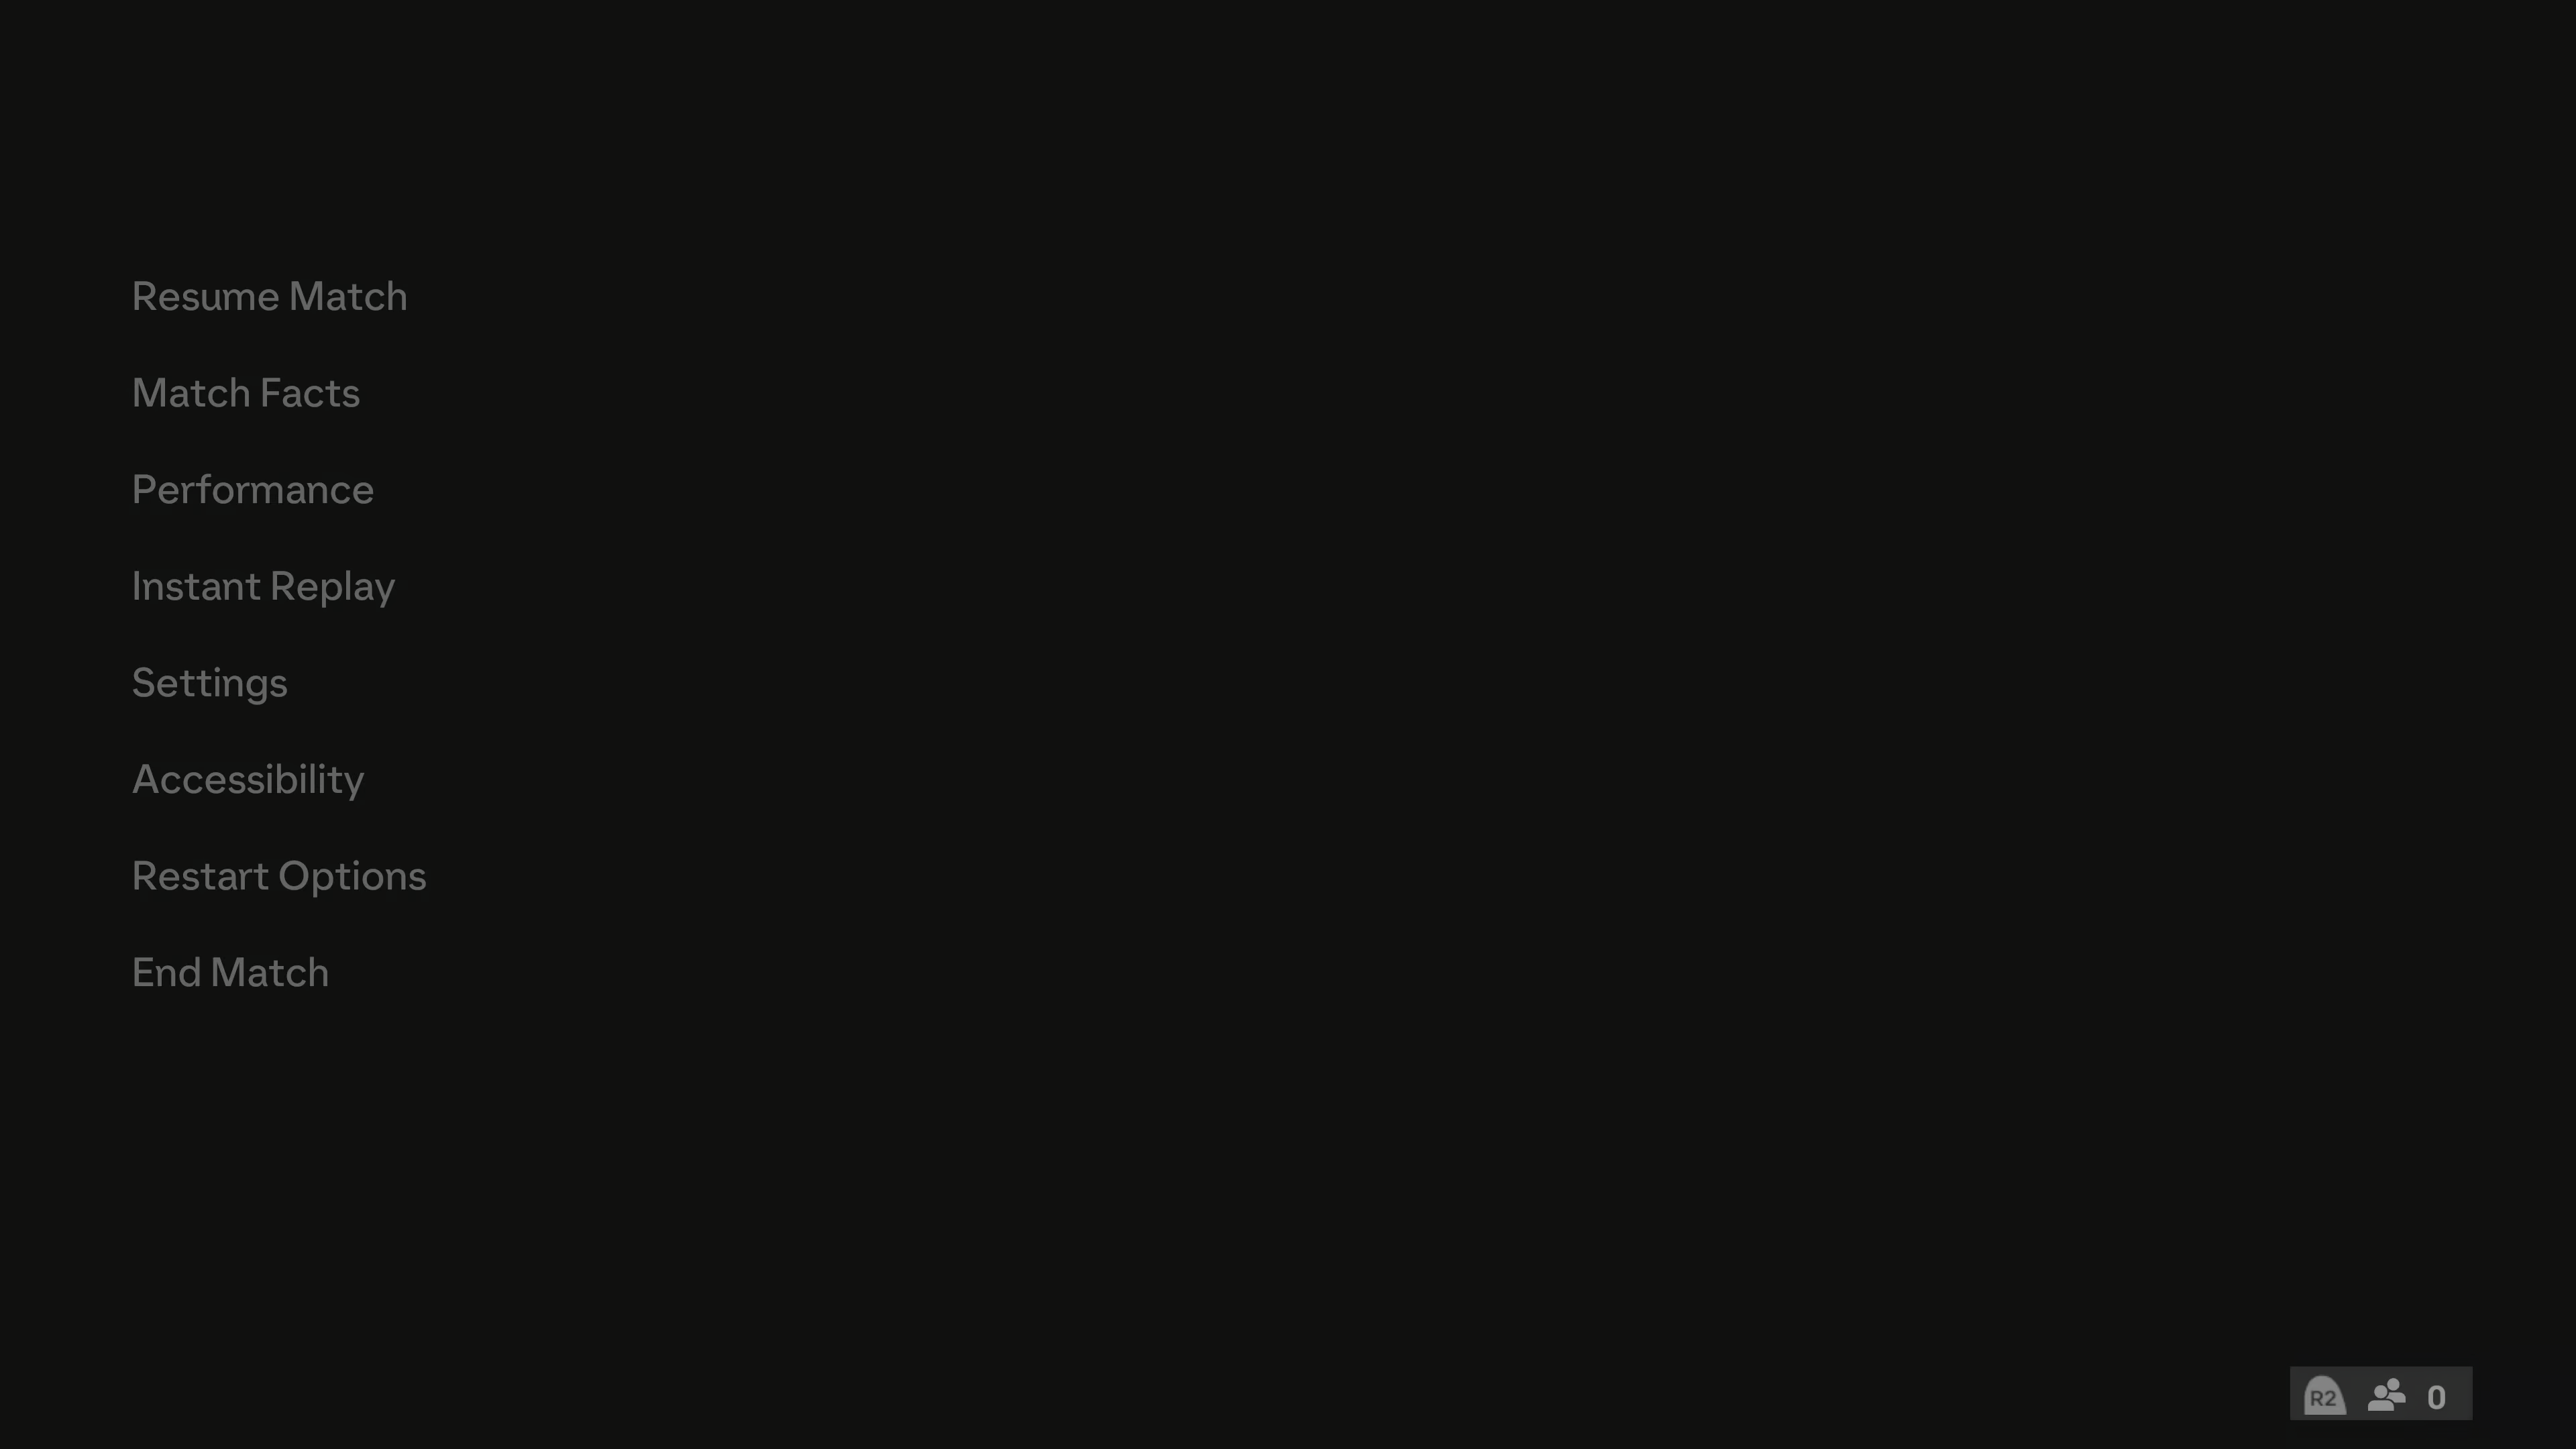 Resume Match
Match Facts
Performance
Instant Replay
Settings
Accessibility
Restart Options
End Match
R2 0